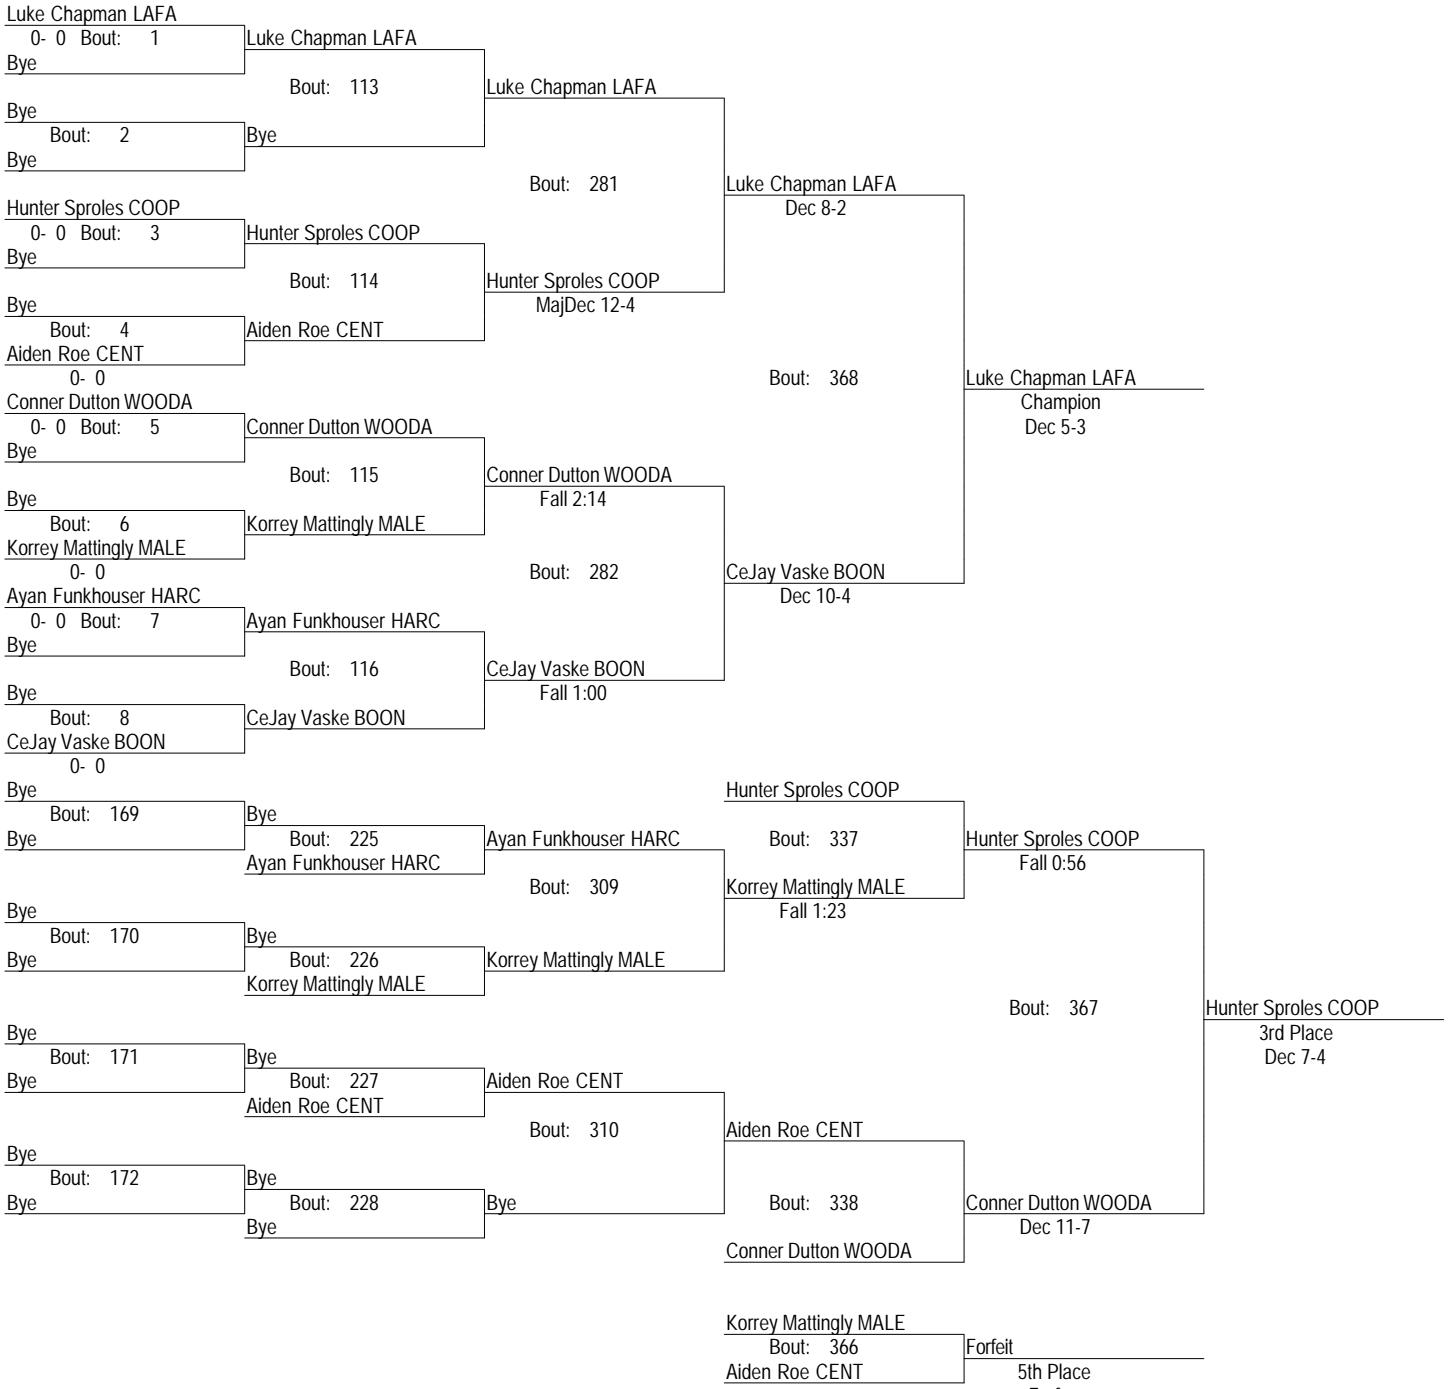 Luke Chapman LAFA
0- 0 Bout: 1
Luke Chapman LAFA
Bye
Bout: 113
Luke Chapman LAFA
Bye
Bout: 2
Bye
Bye
Bout: 281
Luke Chapman LAFA
Dec 8-2
Hunter Sproles COOP
0- 0 Bout: 3
Hunter Sproles COOP
Bye
Bout: 114
Hunter Sproles COOP
MajDec 12-4
Bye
Bout: 4
Aiden Roe CENT
Aiden Roe CENT
0- 0
Bout: 368
Luke Chapman LAFA
Champion
Dec 5-3
Conner Dutton WOODA
0- 0 Bout: 5
Conner Dutton WOODA
Bye
Bout: 115
Conner Dutton WOODA
Fall 2:14
Bye
Bout: 6
Korrey Mattingly MALE
Korrey Mattingly MALE
0- 0
Bout: 282
CeJay Vaske BOON
Dec 10-4
Ayan Funkhouser HARC
0- 0 Bout: 7
Ayan Funkhouser HARC
Bye
Bout: 116
CeJay Vaske BOON
Fall 1:00
Bye
Bout: 8
CeJay Vaske BOON
CeJay Vaske BOON
0- 0
Bye
Hunter Sproles COOP
Bout: 169
Bye
Bye
Bout: 225
Ayan Funkhouser HARC
Bout: 337
Hunter Sproles COOP
Fall 0:56
Ayan Funkhouser HARC
Bout: 309
Korrey Mattingly MALE
Fall 1:23
Bye
Bout: 170
Bye
Bye
Bout: 226
Korrey Mattingly MALE
Korrey Mattingly MALE
Bout: 367
Hunter Sproles COOP
3rd Place
Dec 7-4
Bye
Bout: 171
Bye
Bye
Bout: 227
Aiden Roe CENT
Aiden Roe CENT
Bout: 310
Aiden Roe CENT
Bye
Bout: 172
Bye
Bye
Bout: 228
Bye
Bout: 338
Conner Dutton WOODA
Dec 11-7
Bye
Conner Dutton WOODA
Korrey Mattingly MALE
Bout: 366
Forfeit
Aiden Roe CENT
5th Place